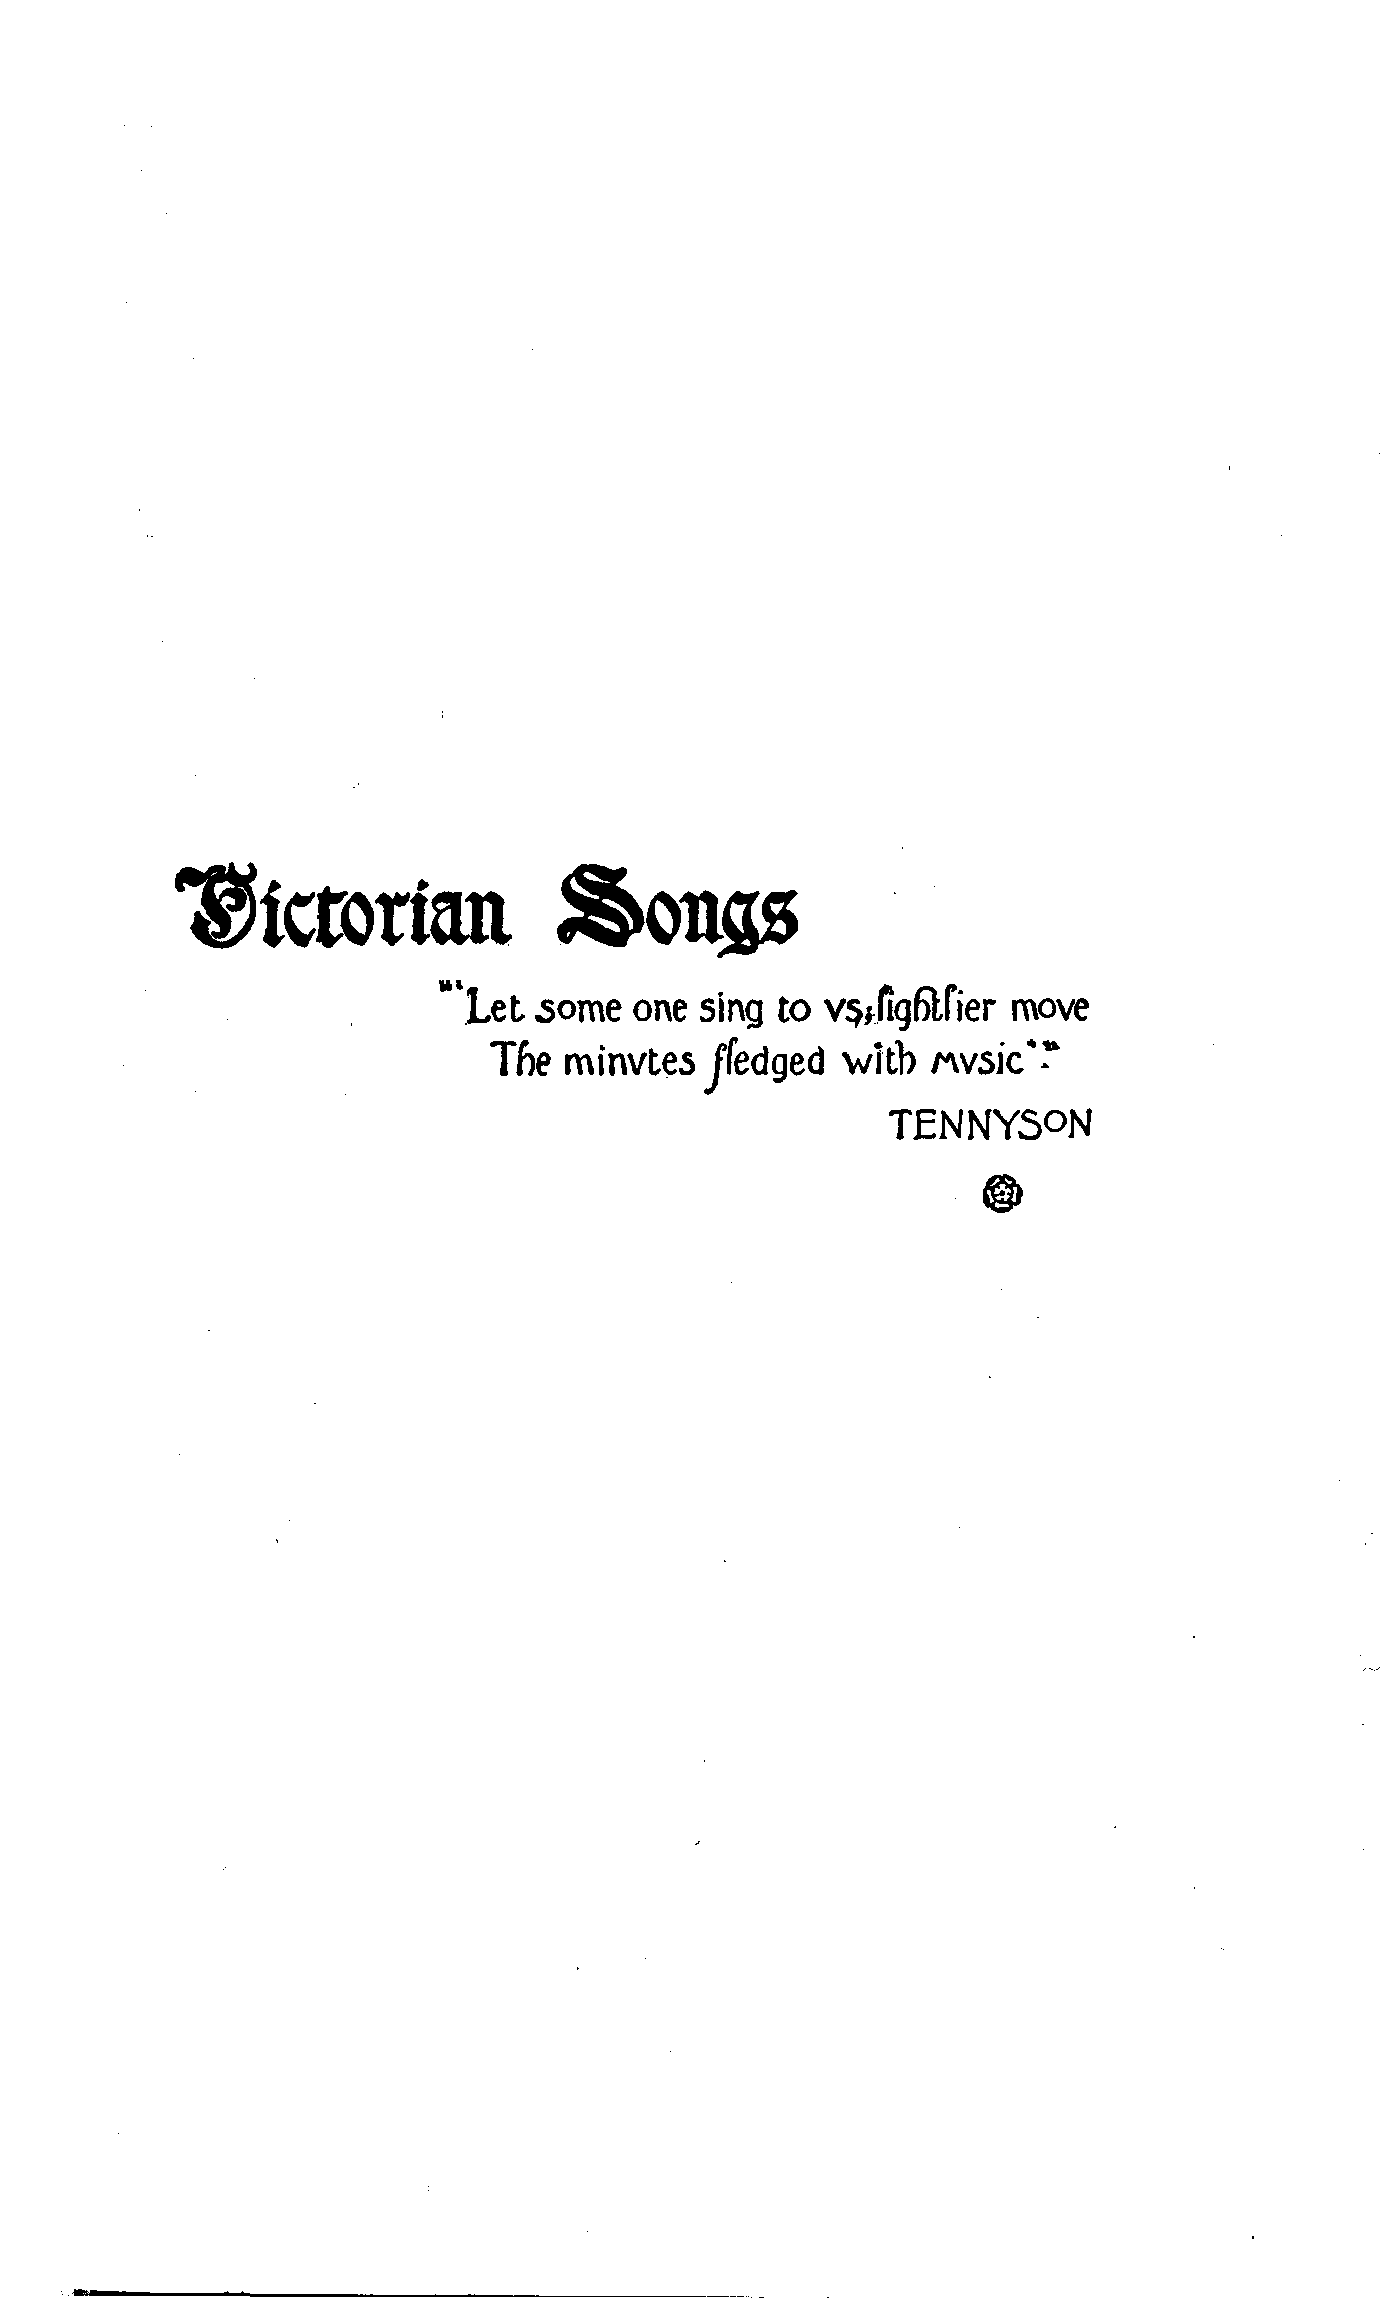 Victorian Songs
"'Let some one sing to vs, lightlier move
The minvtes fledged with mvsic'."
TENNYSON